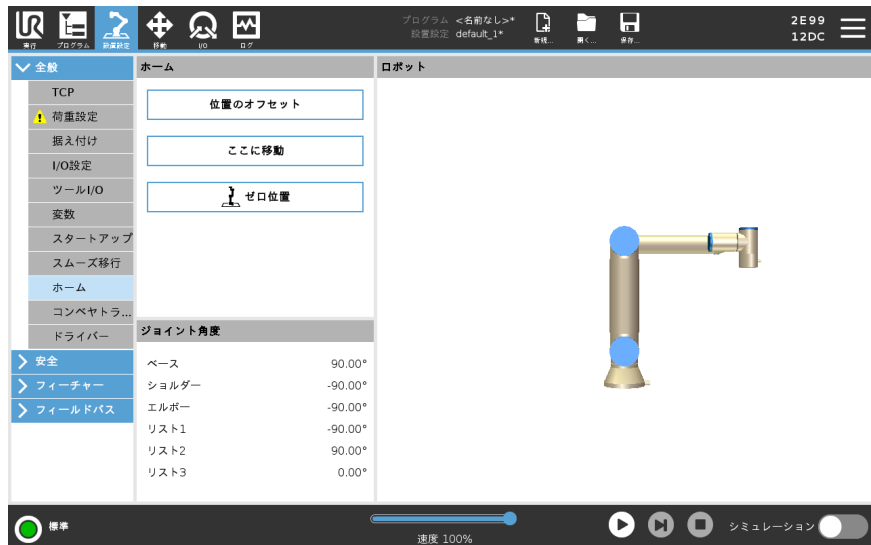 UR
実行
プログラム
設置設定
移動
I/O
ログ
プログラム <名前なし>*
設置設定 default_1*
新規...
開く...
保存...
2E99
12DC
全般
TCP
荷重設定
据え付け
I/O設定
ツールI/O
変数
スタートアップ
スムーズ移行
ホーム
コンベヤトラ...
ドライバー
安全
フィーチャー
フィールドバス
ホーム
位置のオフセット
ここに移動
ゼロ位置
ジョイント角度
ベース 90.00°
ショルダー -90.00°
エルボー -90.00°
リスト1 -90.00°
リスト2 90.00°
リスト3 0.00°
ロボット
標準
速度 100%
シミュレーション